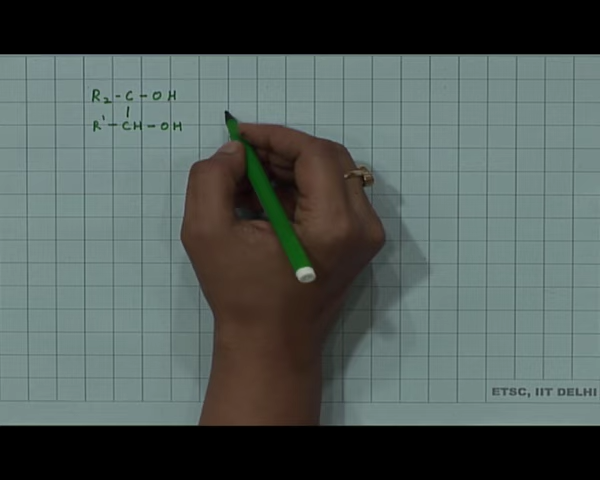 R₂-C-OH
|
R'-CH-OH
ETSC, IIT DELHI